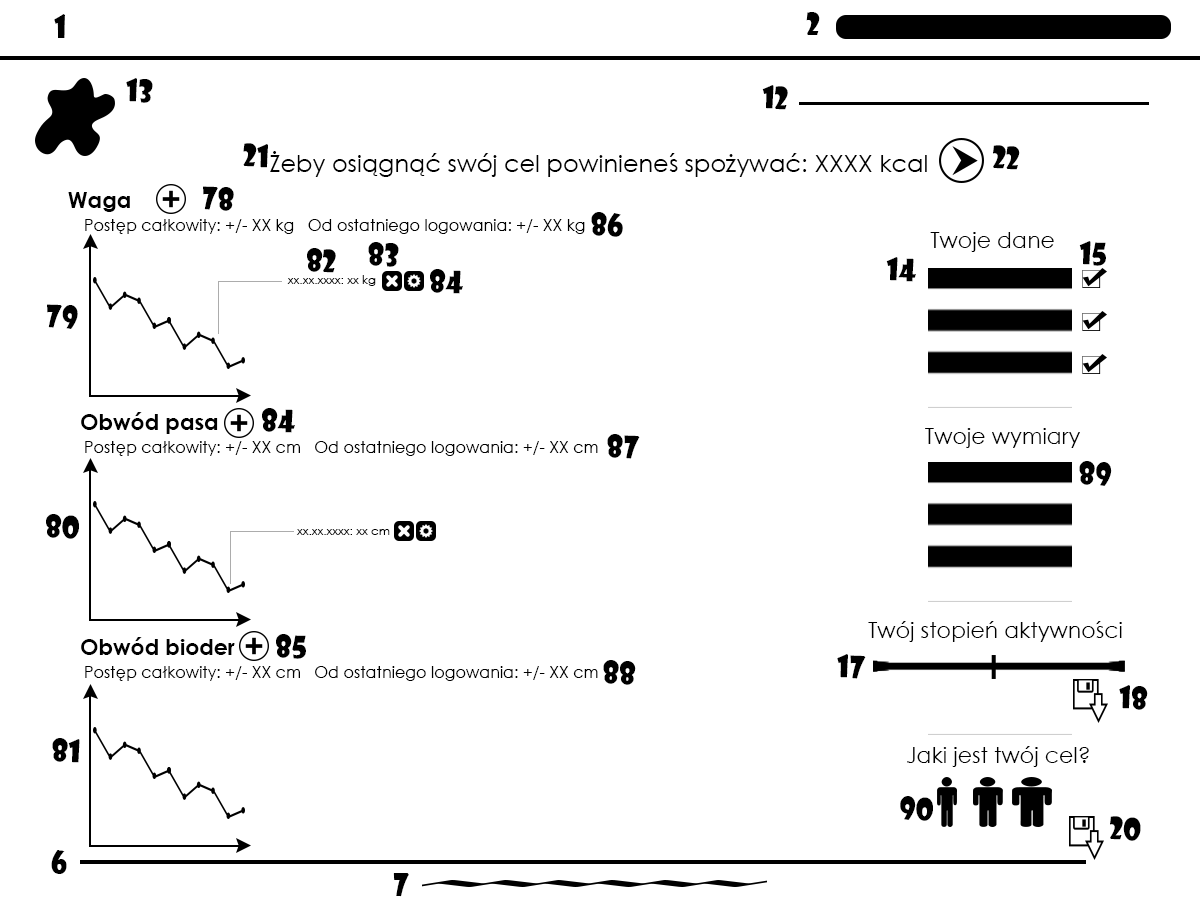 1
2
13
12
21 Żeby osiągnąć swój cel powinieneś spożywać: XXXX kcal 22
Waga 78
Postęp całkowity: +/- XX kg Od ostatniego logowania: +/- XX kg 86
82 83
xx.xx.xxxx: xx kg 84
79
Obwód pasa 84
Postęp całkowity: +/- XX cm Od ostatniego logowania: +/- XX cm 87
80
xx.xx.xxxx: xx cm
Obwód bioder 85
Postęp całkowity: +/- XX cm Od ostatniego logowania: +/- XX cm 88
81
Twoje dane
14 15
Twoje wymiary
89
Twój stopień aktywności
17
18
Jaki jest twój cel?
90
20
6
7